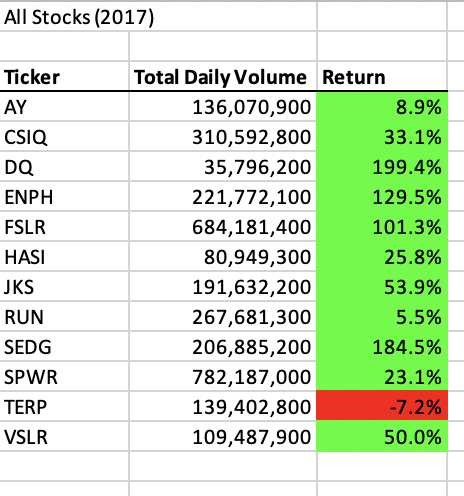 All Stocks (2017)
Ticker Total Daily Volume Return
AY 136,070,900 8.9%
CSIQ 310,592,800 33.1%
DQ 35,796,200 199.4%
ENPH 221,772,100 129.5%
FSLR 684,181,400 101.3%
HASI 80,949,300 25.8%
JKS 191,632,200 53.9%
RUN 267,681,300 5.5%
SEDG 206,885,200 184.5%
SPWR 782,187,000 23.1%
TERP 139,402,800 -7.2%
VSLR 109,487,900 50.0%